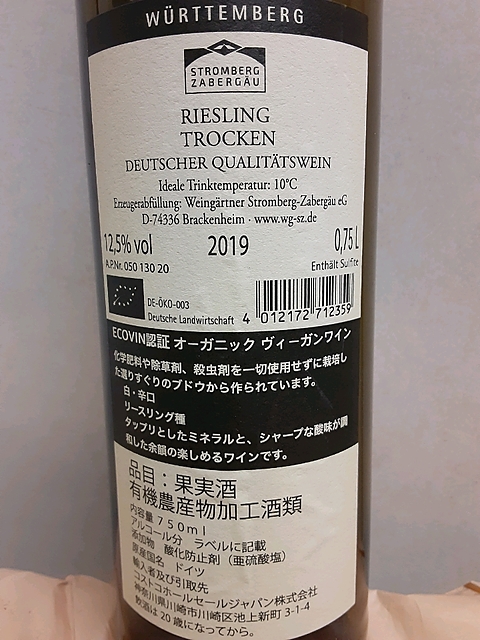 WÜRTTEMBERG
STROMBERG
ZABERGÄU
RIESLING
TROCKEN
DEUTSCHER QUALITÄTSWEIN
Ideale Trinktemperatur: 10°C
Erzeugerabfüllung: Weingärtner Stromberg-Zabergäu eG
D-74336 Brackenheim · www.wg-sz.de
12,5% vol 2019 0,75 L
A.P.Nr. 050 130 20 Enthält Sulfite
DE-ÖKO-003
Deutsche Landwirtschaft
4 012172 712359
ECOVIN認証 オーガニック ヴィーガンワイン
化学肥料や除草剤、殺虫剤を一切使用せずに栽培し
た選りすぐりのブドウから作られています。
白・辛口
リースリング種
タップリとしたミネラルと、シャープな酸味が調
和した余韻の楽しめるワインです。
品目：果実酒
有機農産物加工酒類
内容量７５０ｍｌ
アルコール分 ラベルに記載
添加物 酸化防止剤（亜硫酸塩）
原産国名 ドイツ
輸入者及び引取先
コストコホールセールジャパン株式会社
神奈川県川崎市川崎区池上新町３-１-４
飲酒は２０歳になってから。